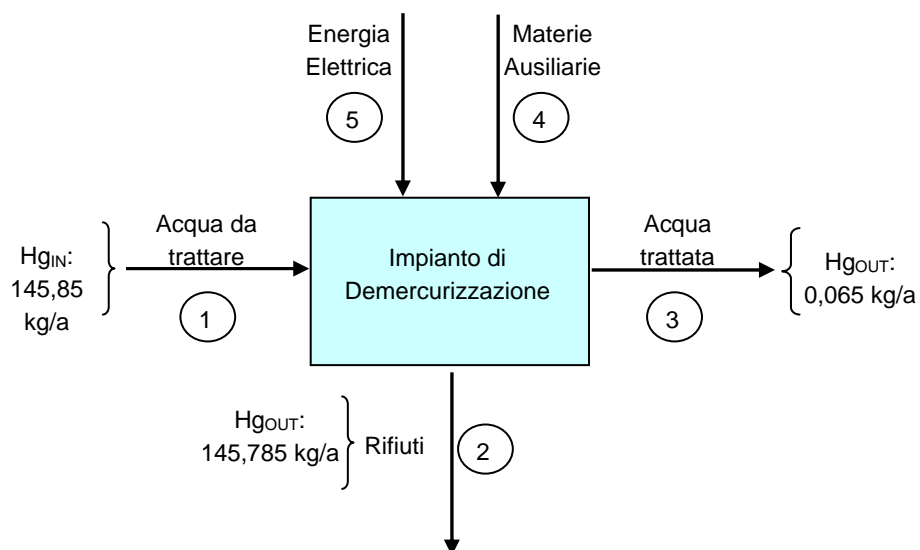 Energia
Elettrica
5
Materie
Ausiliarie
4
Hg_IN:
145,85
kg/a
Acqua da
trattare
1
Impianto di
Demercurizzazione
Acqua
trattata
3
Hg_OUT:
0,065 kg/a
Hg_OUT:
145,785 kg/a
Rifiuti
2